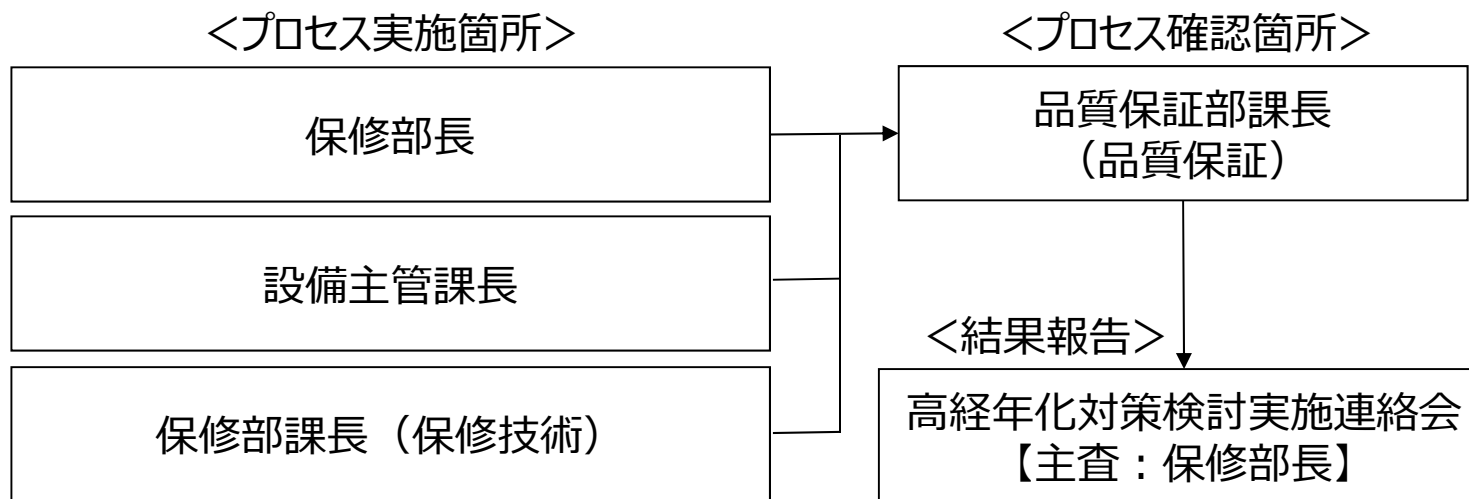 ＜プロセス実施箇所＞
保修部長
設備主管課長
保修部課長（保修技術）
＜プロセス確認箇所＞
品質保証部課長
（品質保証）
＜結果報告＞
高経年化対策検討実施連絡会
【主査：保修部長】